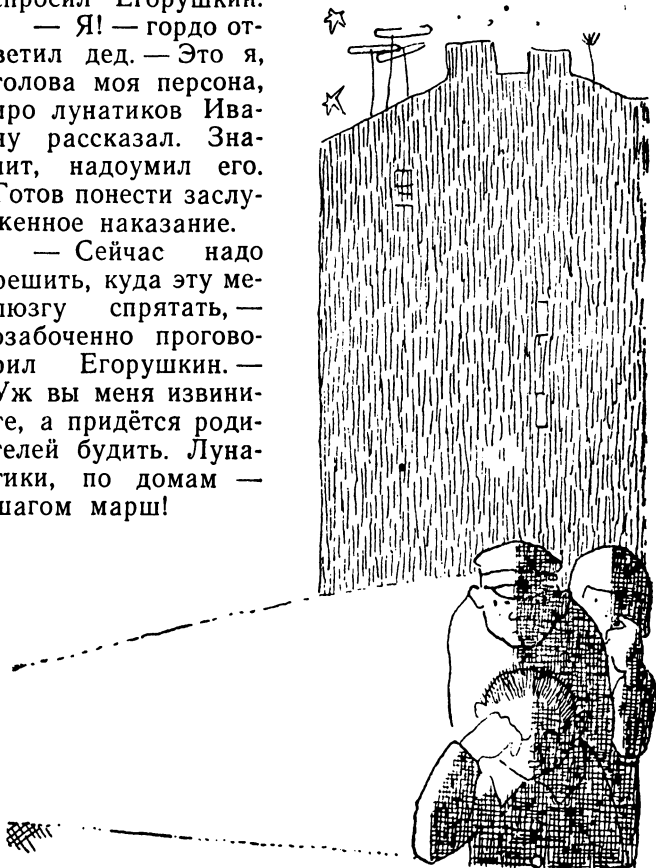 спросил Егорушкин.
— Я! — гордо от-
ветил дед. — Это я,
голова моя персона,
про лунатиков Ива-
ну рассказал. Зна-
чит, надоумил его.
Готов понести заслу-
женное наказание.
— Сейчас надо
решить, куда эту ме-
люзгу спрятать, —
озабоченно прогово-
рил Егорушкин. —
Уж вы меня извини-
те, а придётся роди-
телей будить. Луна-
тики, по домам —
шагом марш!